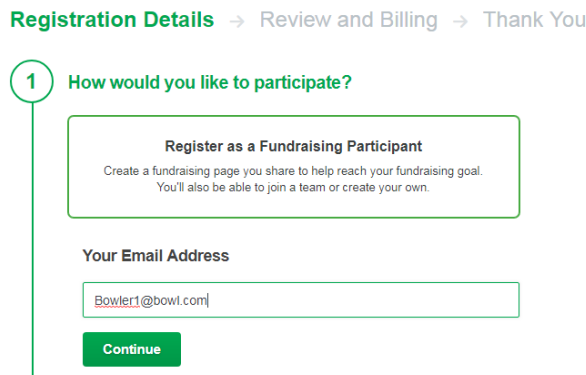 Registration Details → Review and Billing → Thank You
1 How would you like to participate?
Register as a Fundraising Participant
Create a fundraising page you share to help reach your fundraising goal.
You'll also be able to join a team or create your own.
Your Email Address
Bowler1@bowl.com
Continue